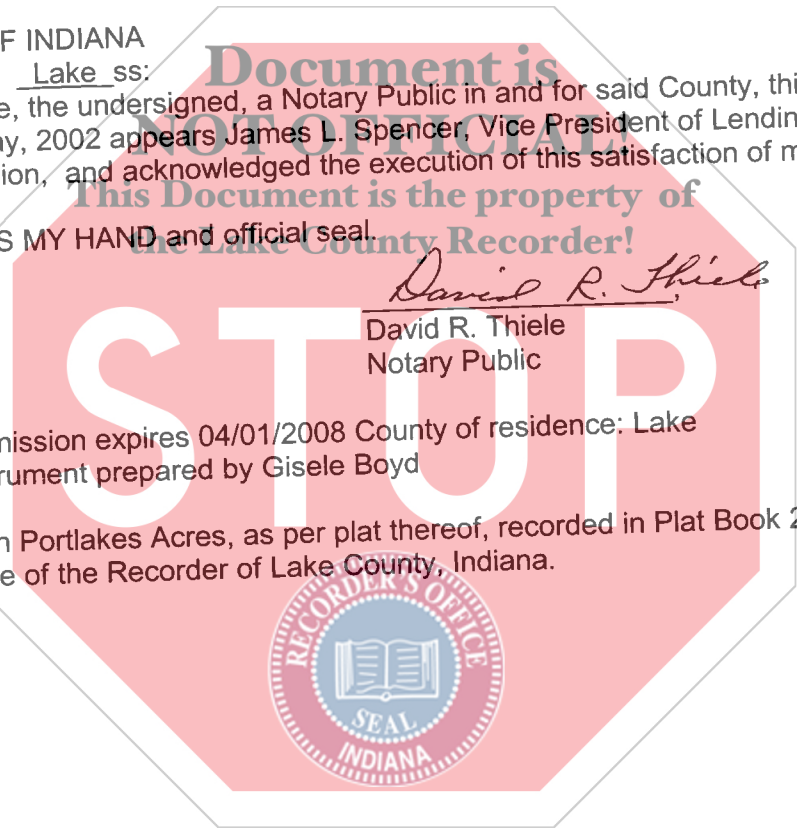 F INDIANA
Lake ss:
Document is
e, the undersigned, a Notary Public in and for said County, thi
ay, 2002 appears James L. Spencer, Vice President of Lendin
NOT OFFICIAL!
ion, and acknowledged the execution of this satisfaction of m
This Document is the property of
S MY HAND and official seal.
the Lake County Recorder!
David R. Thiele
David R. Thiele
Notary Public
STOP
mission expires 04/01/2008 County of residence: Lake
rument prepared by Gisele Boyd
n Portlakes Acres, as per plat thereof, recorded in Plat Book 2
e of the Recorder of Lake County, Indiana.
RECORDER'S OFFICE
SEAL
INDIANA